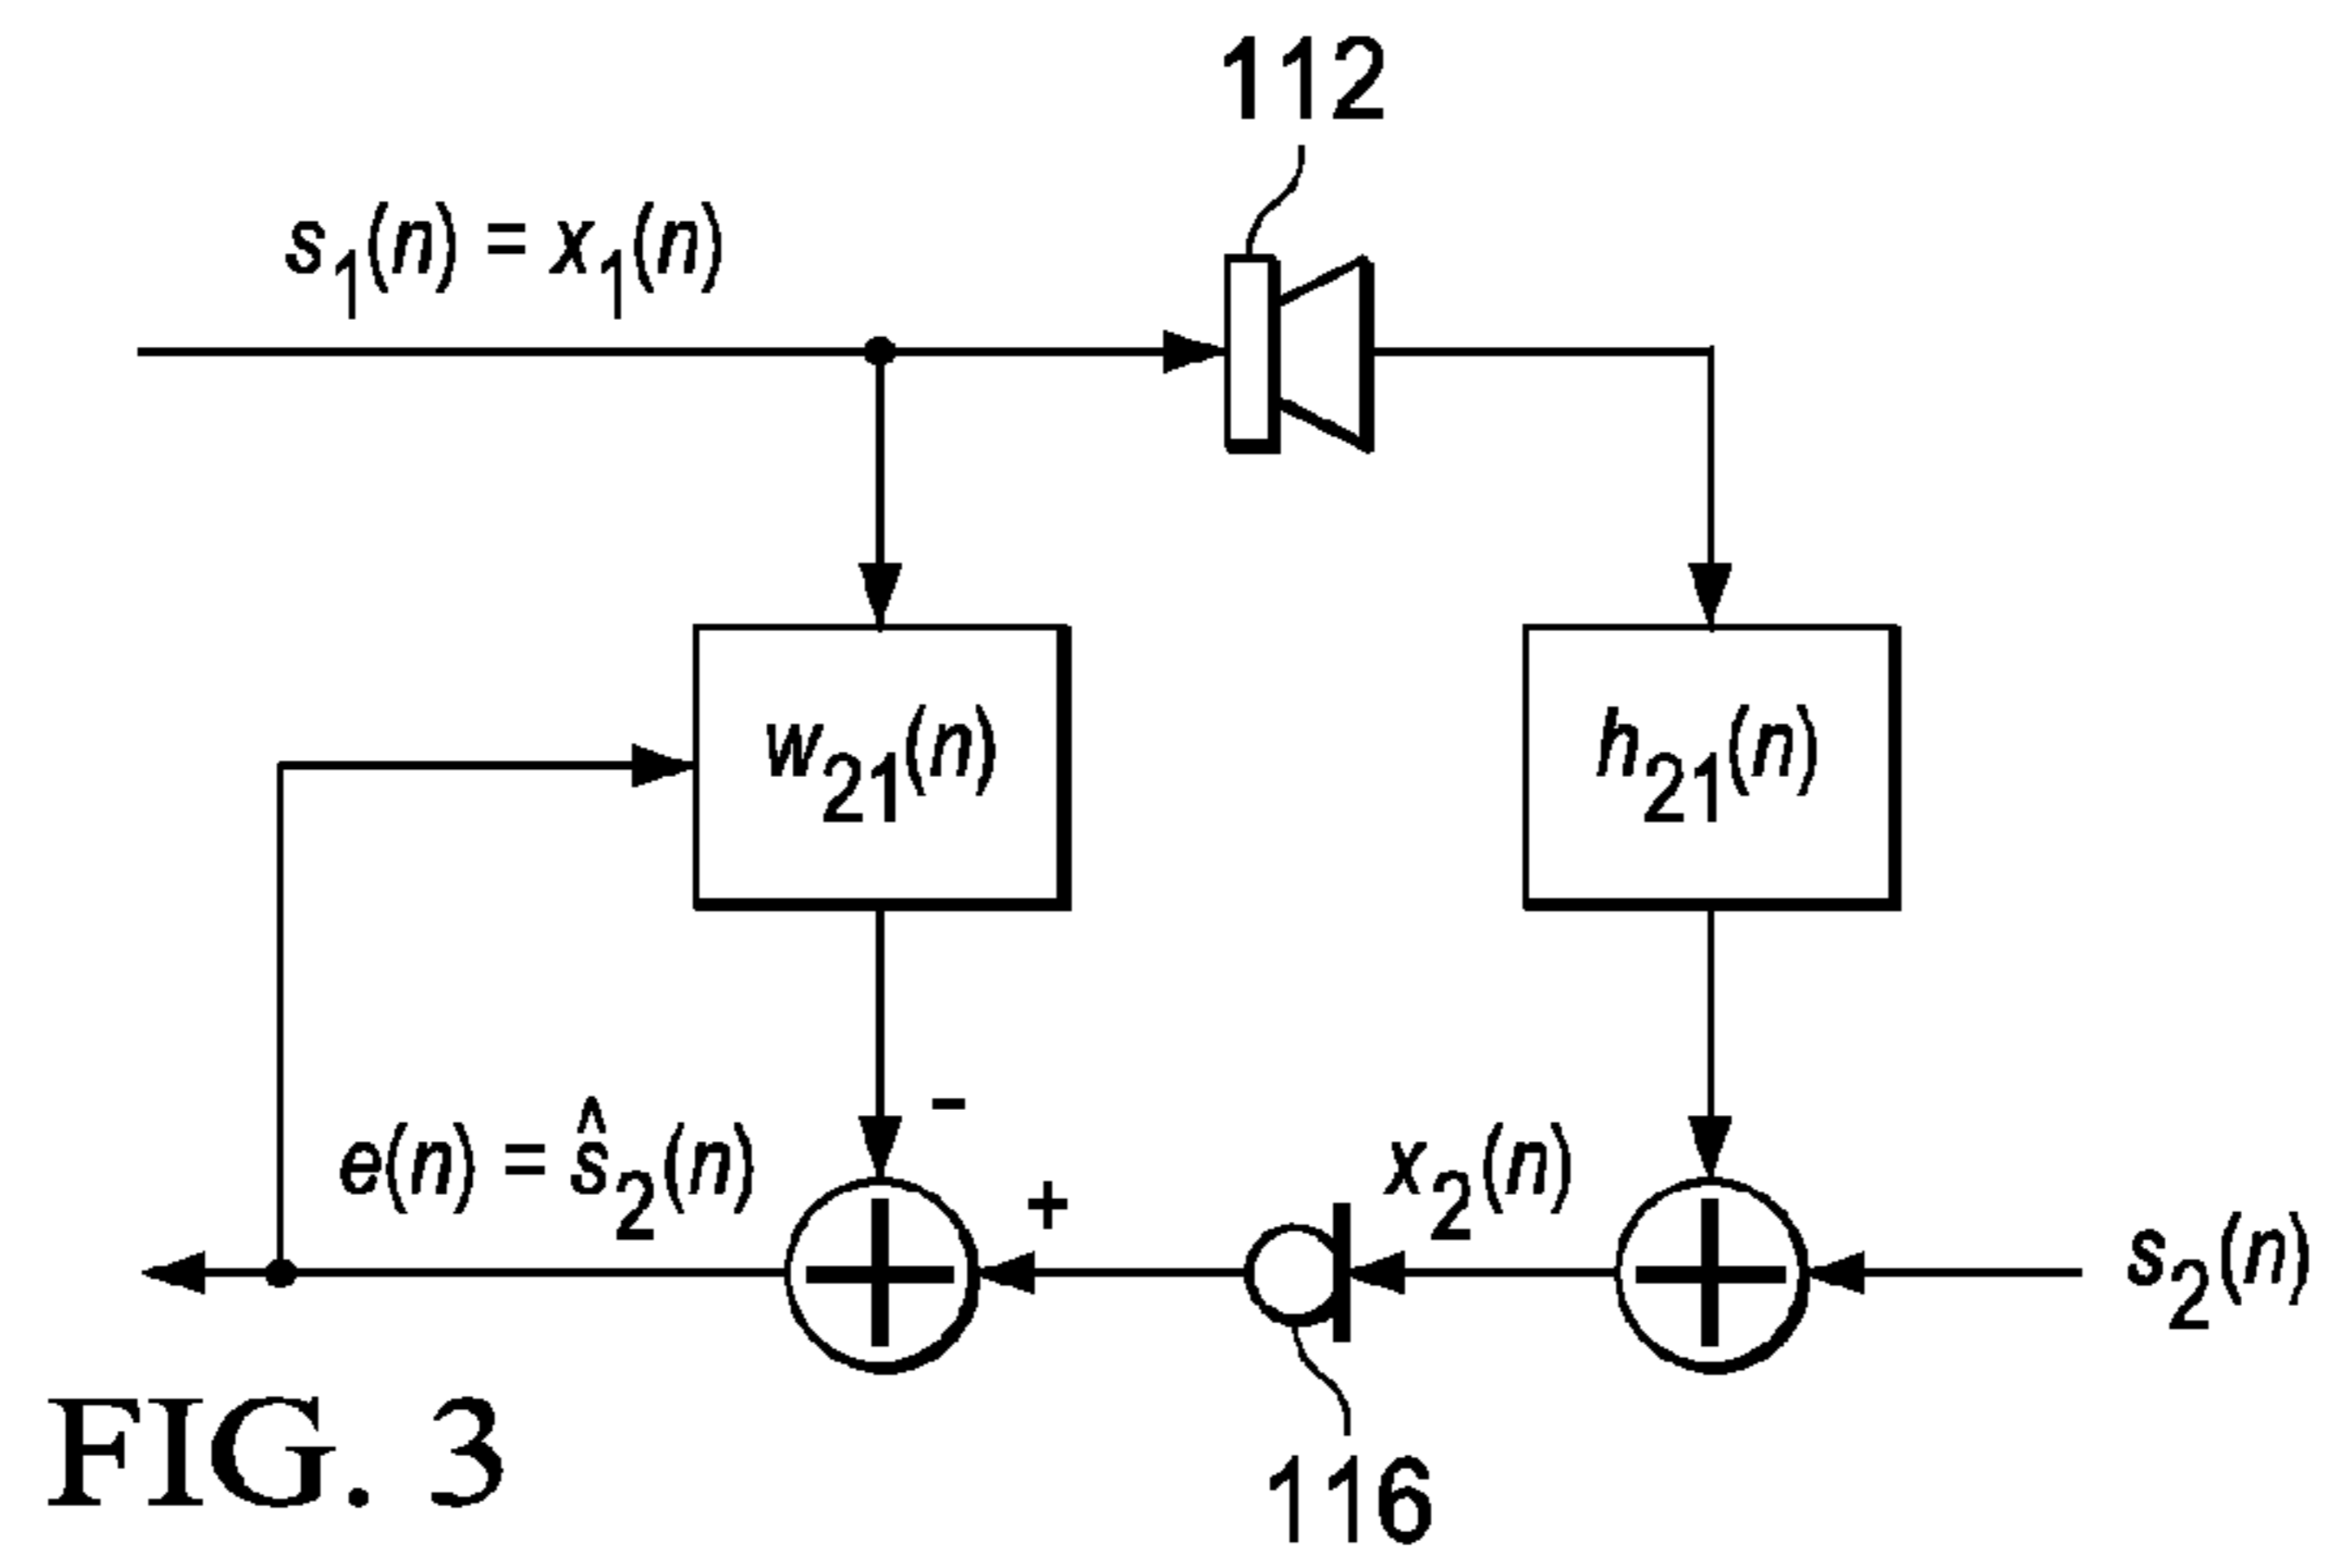 112
s₁(n) = x₁(n)
w₂₁(n)
h₂₁(n)
-
e(n) = ŝ₂(n)
+
x₂(n)
s₂(n)
116
FIG. 3